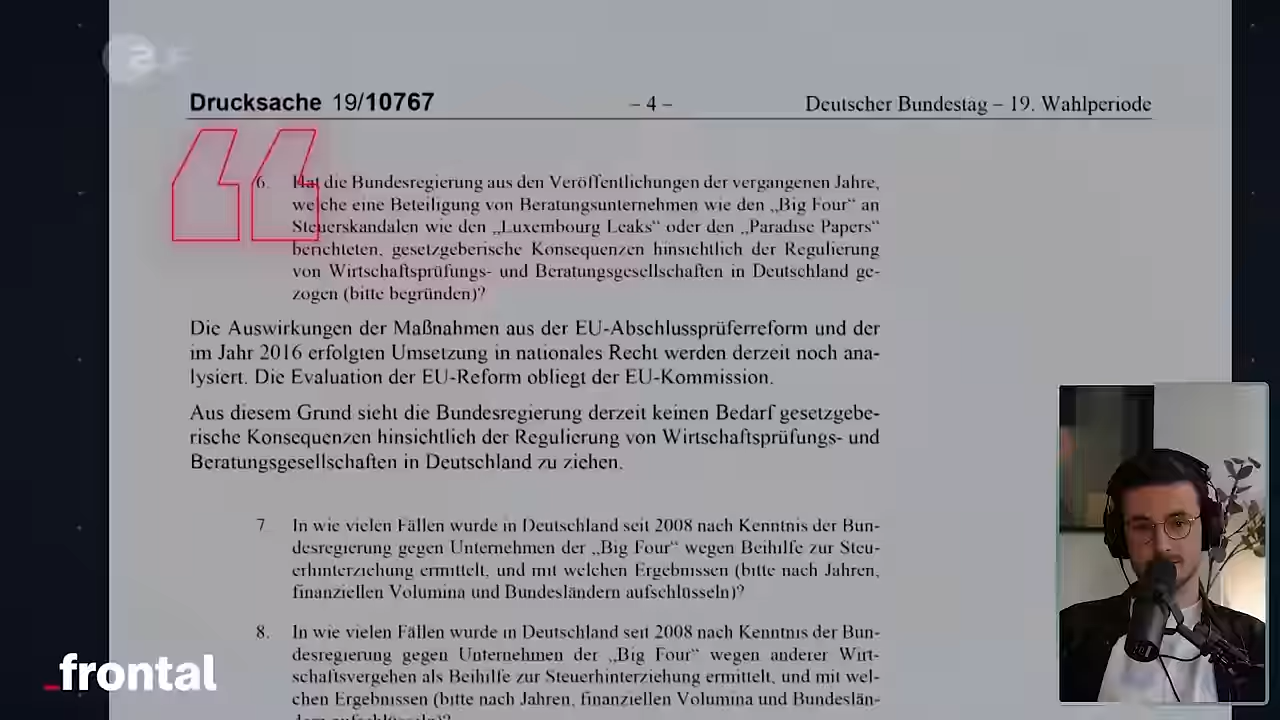 ZDF
Drucksache 19/10767
– 4 –
Deutscher Bundestag – 19. Wahlperiode
6. Hat die Bundesregierung aus den Veröffentlichungen der vergangenen Jahre,
welche eine Beteiligung von Beratungsunternehmen wie den „Big Four“ an
Steuerskandalen wie den „Luxembourg Leaks“ oder den „Paradise Papers“
berichteten, gesetzgeberische Konsequenzen hinsichtlich der Regulierung
von Wirtschaftsprüfungs- und Beratungsgesellschaften in Deutschland ge-
zogen (bitte begründen)?
Die Auswirkungen der Maßnahmen aus der EU-Abschlussprüferreform und der
im Jahr 2016 erfolgten Umsetzung in nationales Recht werden derzeit noch ana-
lysiert. Die Evaluation der EU-Reform obliegt der EU-Kommission.
Aus diesem Grund sieht die Bundesregierung derzeit keinen Bedarf gesetzgebe-
rische Konsequenzen hinsichtlich der Regulierung von Wirtschaftsprüfungs- und
Beratungsgesellschaften in Deutschland zu ziehen.
7. In wie vielen Fällen wurde in Deutschland seit 2008 nach Kenntnis der Bun-
desregierung gegen Unternehmen der „Big Four“ wegen Beihilfe zur Steu-
erhinterziehung ermittelt, und mit welchen Ergebnissen (bitte nach Jahren,
finanziellen Volumina und Bundesländern aufschlüsseln)?
8. In wie vielen Fällen wurde in Deutschland seit 2008 nach Kenntnis der Bun-
desregierung gegen Unternehmen der „Big Four“ wegen anderer Wirt-
schaftsvergehen als Beihilfe zur Steuerhinterziehung ermittelt, und mit wel-
chen Ergebnissen (bitte nach Jahren, finanziellen Volumina und Bundeslän-
dern aufschlüsseln)?
_frontal